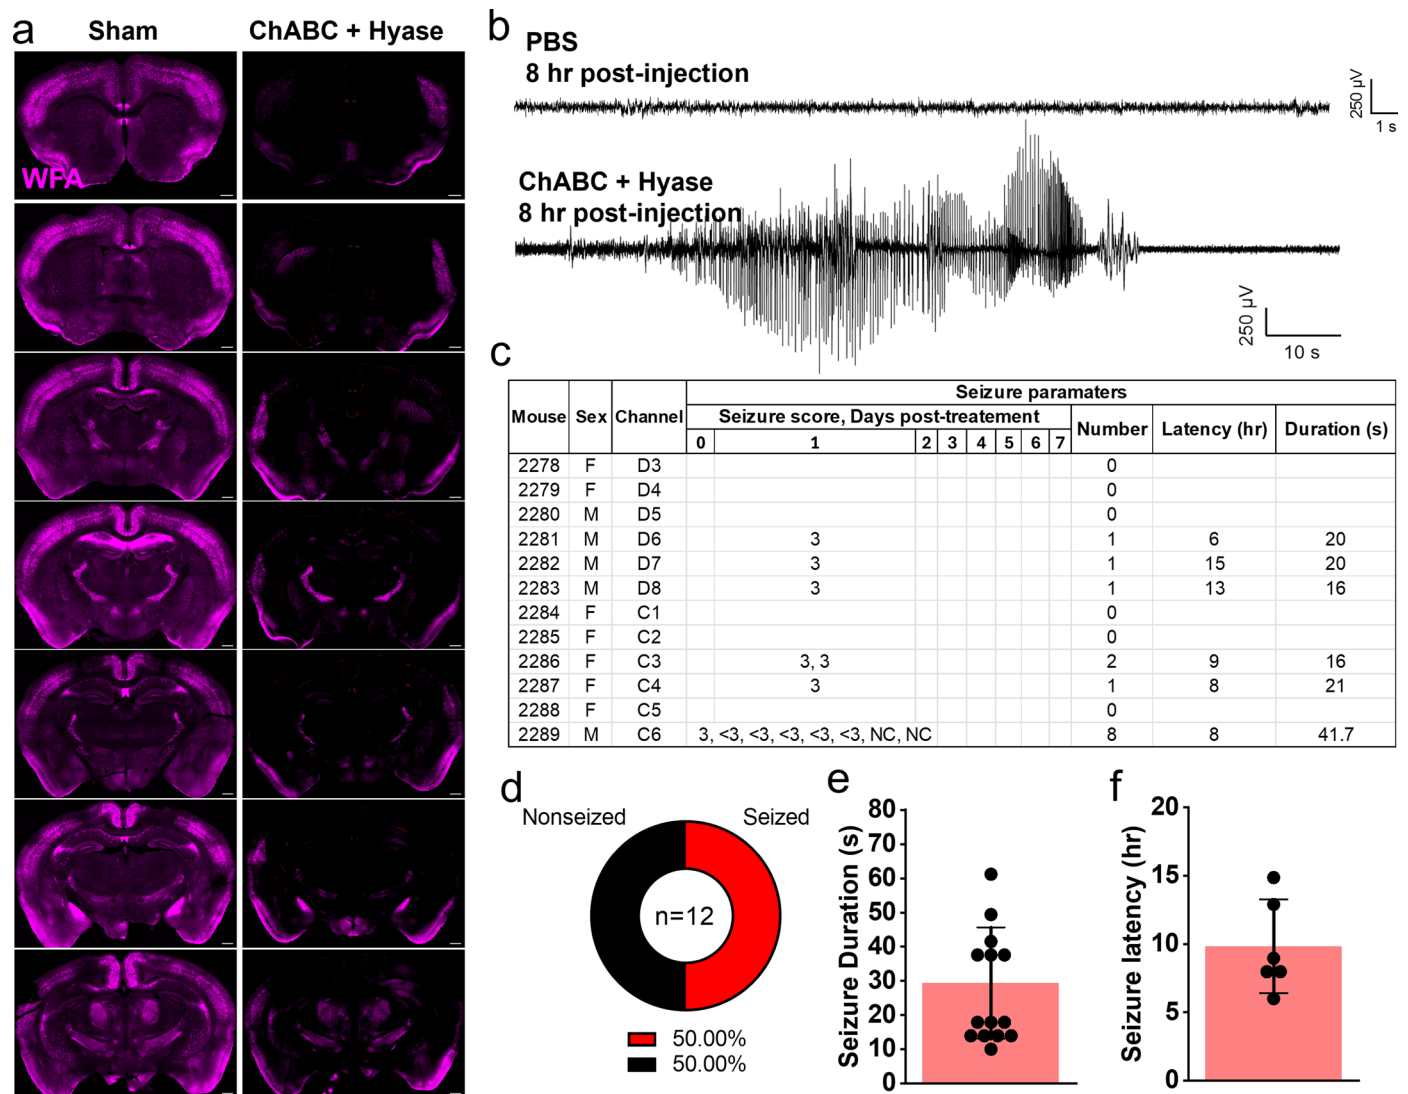 a
Sham
ChABC + Hyase
WFA
b
PBS
8 hr post-injection
250 µV
1 s
ChABC + Hyase
8 hr post-injection
250 µV
10 s
c
Mouse Sex Channel Seizure paramaters
Seizure score, Days post-treatement Number Latency (hr) Duration (s)
0 1 2 3 4 5 6 7
2278 F D3 0
2279 F D4 0
2280 M D5 0
2281 M D6 3 1 6 20
2282 M D7 3 1 15 20
2283 M D8 3 1 13 16
2284 F C1 0
2285 F C2 0
2286 F C3 3, 3 2 9 16
2287 F C4 3 1 8 21
2288 F C5 0
2289 M C6 3, <3, <3, <3, <3, <3, NC, NC 8 8 41.7
d
Nonseized
Seized
n=12
50.00%
50.00%
e
Seizure Duration (s)
80
70
60
50
40
30
20
10
0
f
Seizure latency (hr)
20
15
10
5
0